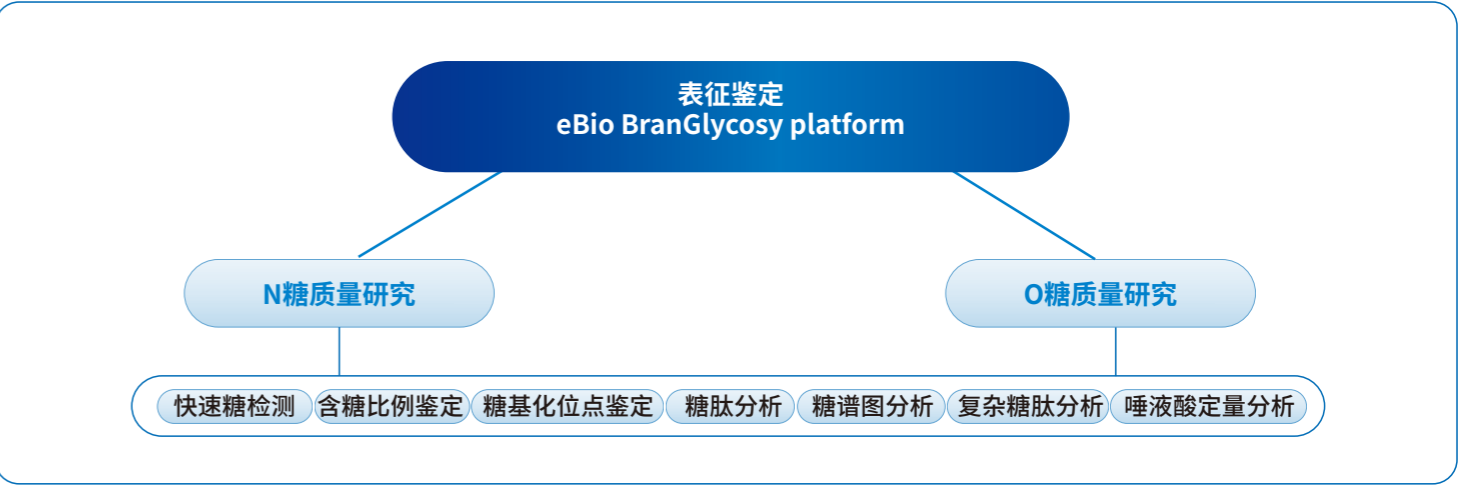 表征鉴定
eBio BranGlycosy platform
N糖质量研究
O糖质量研究
快速糖检测
含糖比例鉴定
糖基化位点鉴定
糖肽分析
糖谱图分析
复杂糖肽分析
唾液酸定量分析